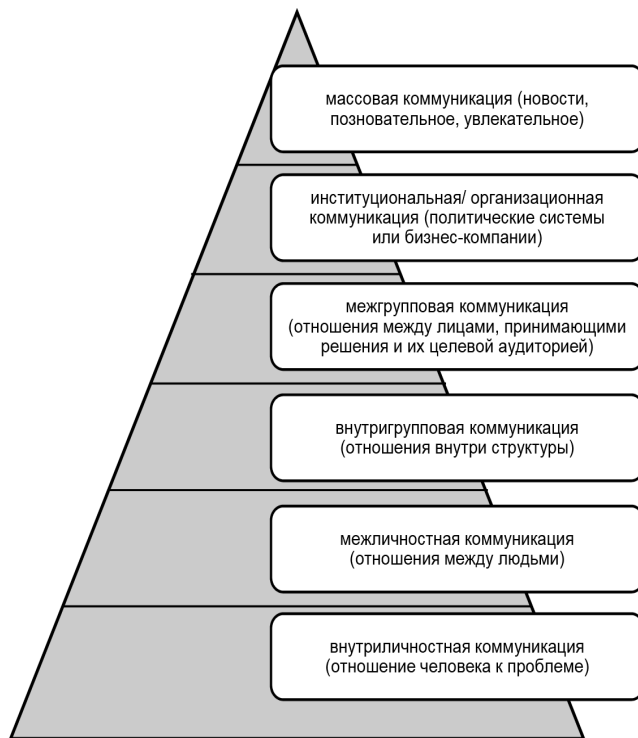 массовая коммуникация (новости,
позновательное, увлекательное)
институциональная/ организационная
коммуникация (политические системы
или бизнес-компании)
межгрупповая коммуникация
(отношения между лицами, принимающими
решения и их целевой аудиторией)
внутригрупповая коммуникация
(отношения внутри структуры)
межличностная коммуникация
(отношения между людьми)
внутриличностная коммуникация
(отношение человека к проблеме)